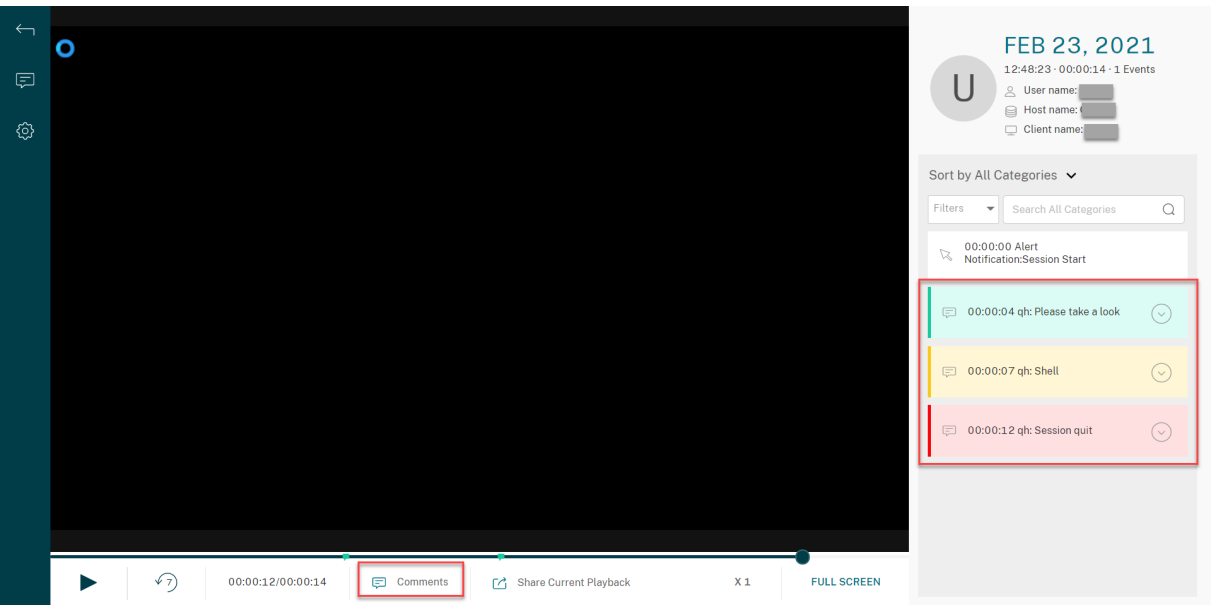 FEB 23, 2021
12:48:23 · 00:00:14 · 1 Events
U
User name:
Host name:
Client name:
Sort by All Categories
Filters
Search All Categories
00:00:00 Alert
Notification:Session Start
00:00:04 qh: Please take a look
00:00:07 qh: Shell
00:00:12 qh: Session quit
7
00:00:12/00:00:14
Comments
Share Current Playback
X 1
FULL SCREEN